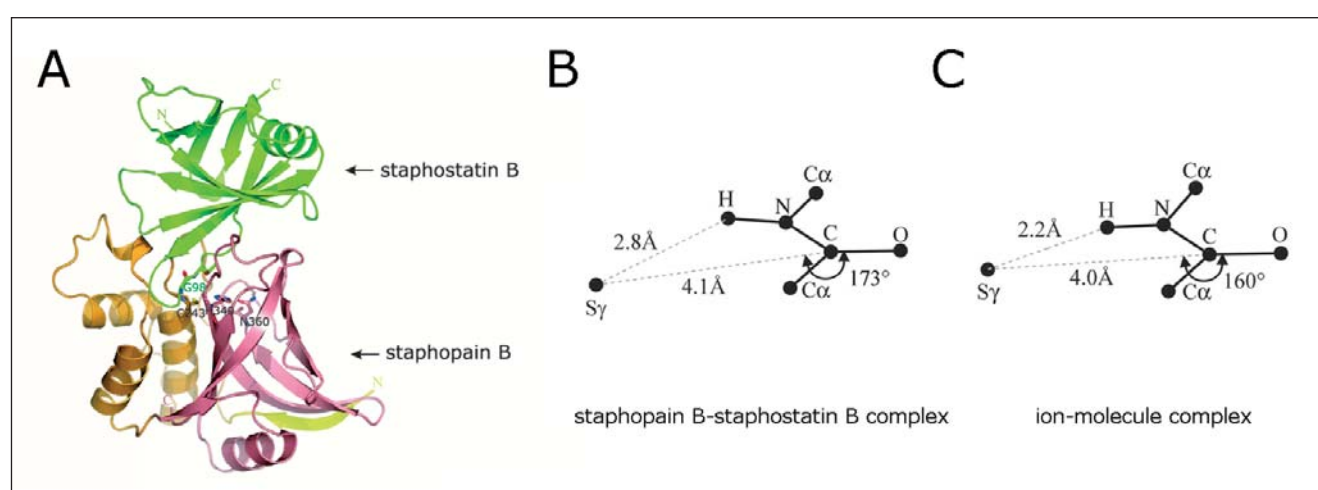 A
B
C
C
N
staphostatin B
G98
C243
H340
N360
staphopain B
N
C
Cα
H
N
2.8Å
C
O
4.1Å
Cα
173°
Sγ
Cα
H
N
2.2Å
C
O
4.0Å
Cα
160°
Sγ
staphopain B-staphostatin B complex
ion-molecule complex